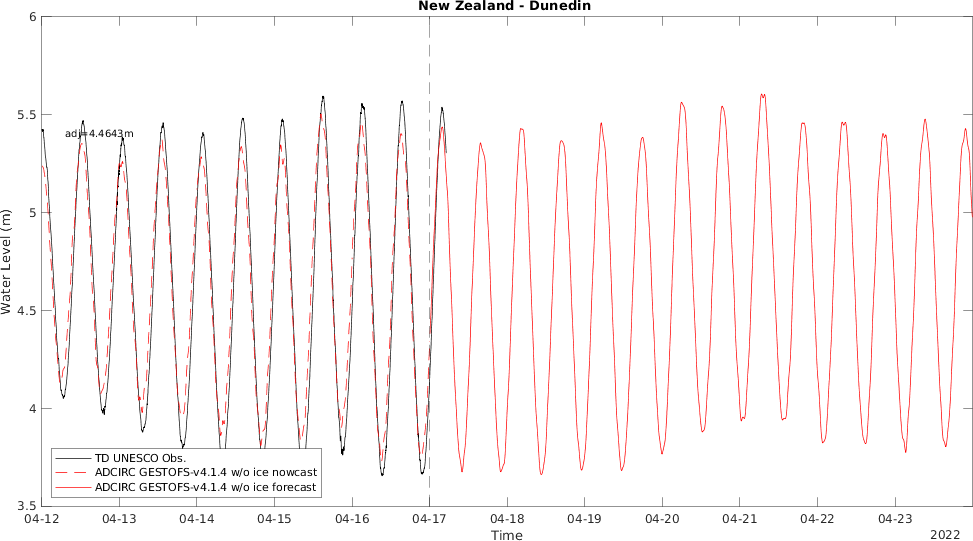 New Zealand - Dunedin
6
5.5
5
4.5
4
3.5
Water Level (m)
adj=4.4643m
TD UNESCO Obs.
ADCIRC GESTOFS-v4.1.4 w/o ice nowcast
ADCIRC GESTOFS-v4.1.4 w/o ice forecast
04-12 04-13 04-14 04-15 04-16 04-17 04-18 04-19 04-20 04-21 04-22 04-23
Time
2022